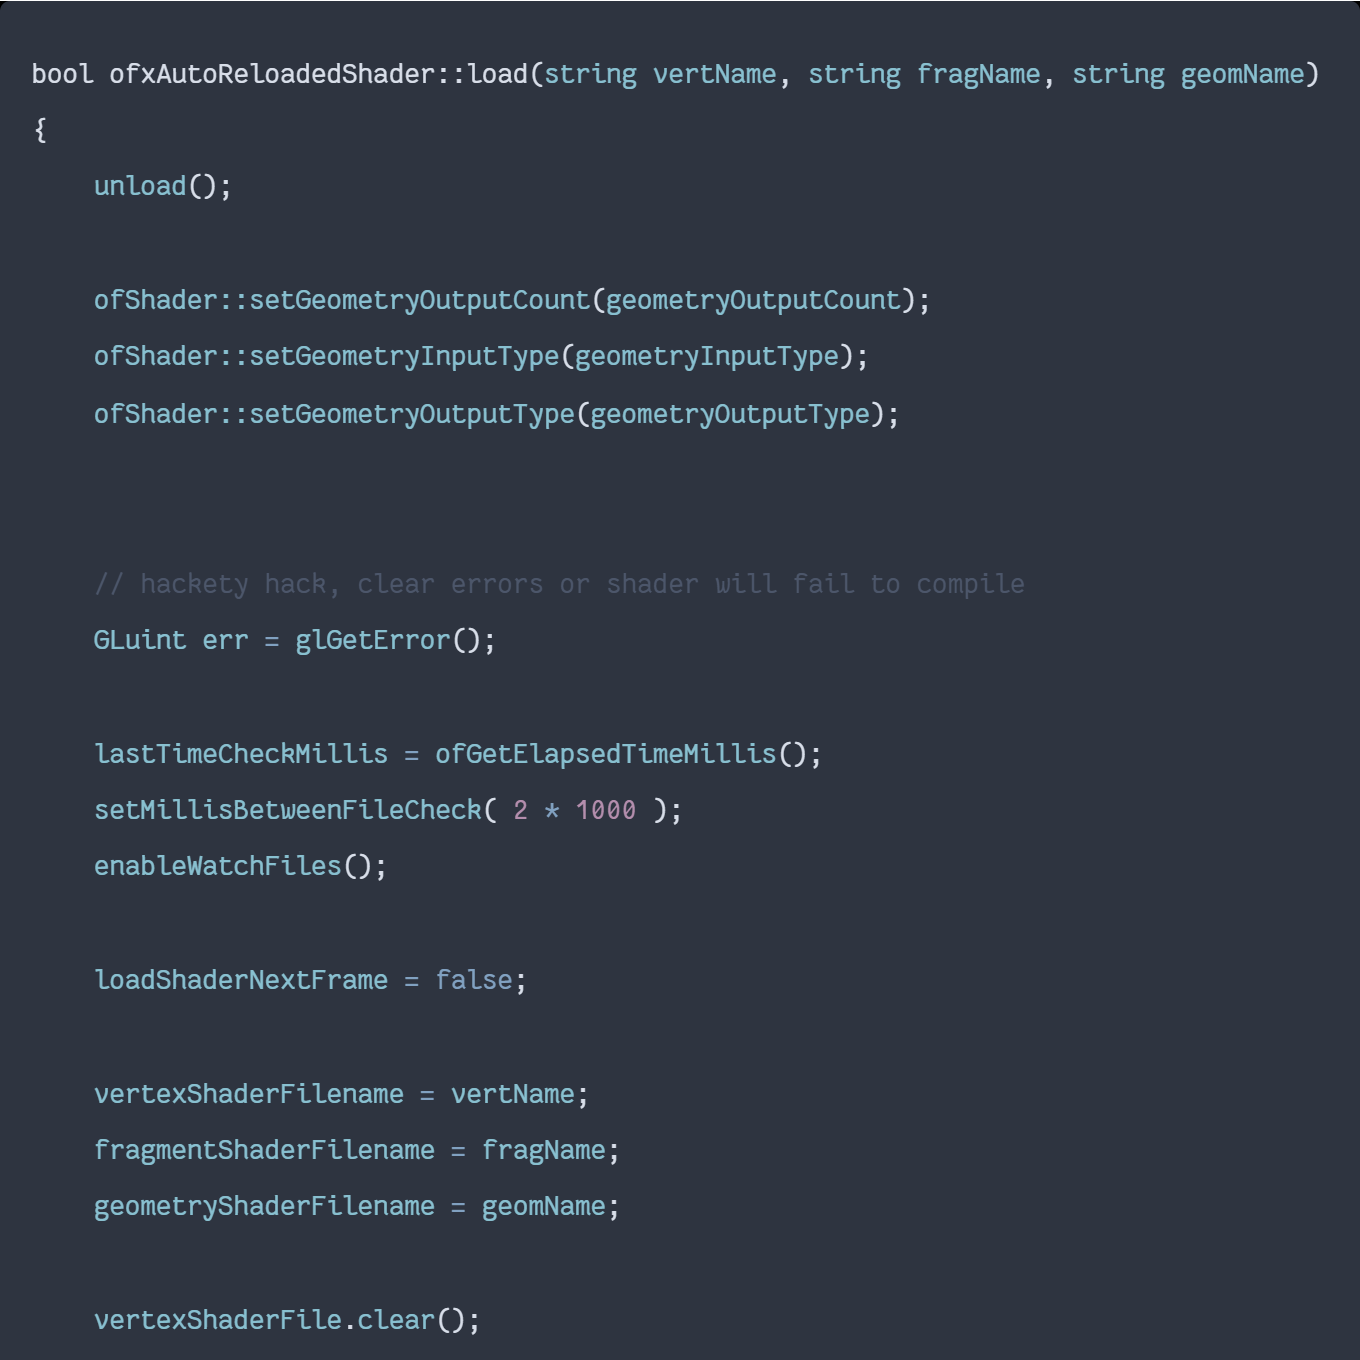 bool ofxAutoReloadedShader::load(string vertName, string fragName, string geomName)
{
    unload();
    ofShader::setGeometryOutputCount(geometryOutputCount);
    ofShader::setGeometryInputType(geometryInputType);
    ofShader::setGeometryOutputType(geometryOutputType);
    // hackety hack, clear errors or shader will fail to compile
    GLuint err = glGetError();
    lastTimeCheckMillis = ofGetElapsedTimeMillis();
    setMillisBetweenFileCheck( 2 * 1000 );
    enableWatchFiles();
    loadShaderNextFrame = false;
    vertexShaderFilename = vertName;
    fragmentShaderFilename = fragName;
    geometryShaderFilename = geomName;
    vertexShaderFile.clear();